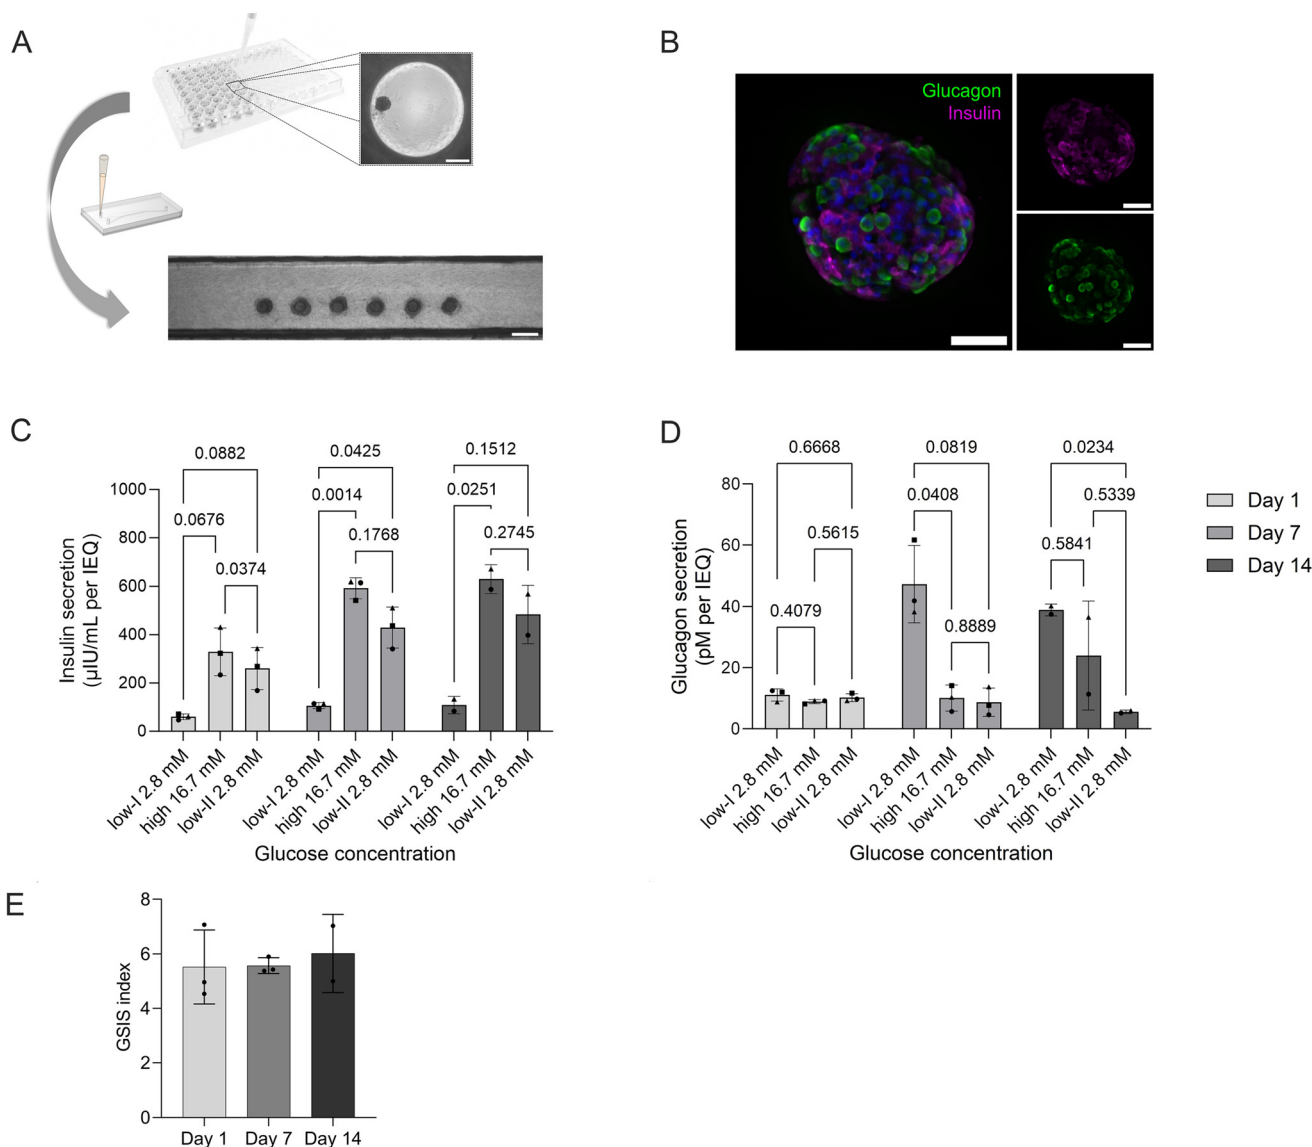 A
B
Glucagon
Insulin
C
0.0882
0.0676
0.0374
0.0425
0.0014
0.1768
0.1512
0.0251
0.2745
Insulin secretion
(µIU/mL per IEQ)
1000
800
600
400
200
0
low-I 2.8 mM
high 16.7 mM
low-II 2.8 mM
low-I 2.8 mM
high 16.7 mM
low-II 2.8 mM
low-I 2.8 mM
high 16.7 mM
low-II 2.8 mM
Glucose concentration
D
0.6668
0.5615
0.4079
0.0819
0.0408
0.8889
0.0234
0.5339
0.5841
Glucagon secretion
(pM per IEQ)
80
60
40
20
0
low-I 2.8 mM
high 16.7 mM
low-II 2.8 mM
low-I 2.8 mM
high 16.7 mM
low-II 2.8 mM
low-I 2.8 mM
high 16.7 mM
low-II 2.8 mM
Glucose concentration
Day 1
Day 7
Day 14
E
GSIS index
8
6
4
2
0
Day 1
Day 7
Day 14